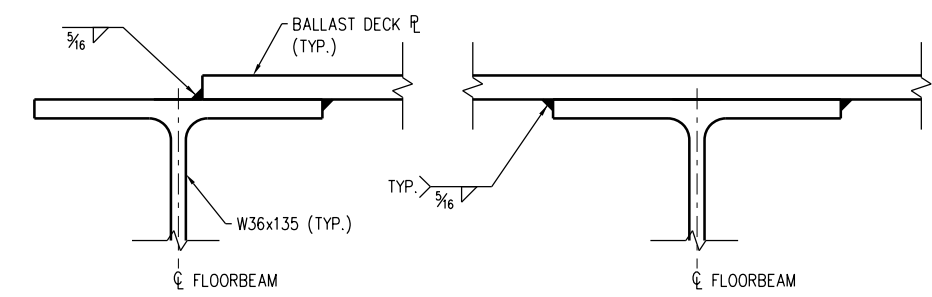 BALLAST DECK ⅊
(TYP.)
5/16
TYP.
5/16
W36x135 (TYP.)
℄ FLOORBEAM
℄ FLOORBEAM